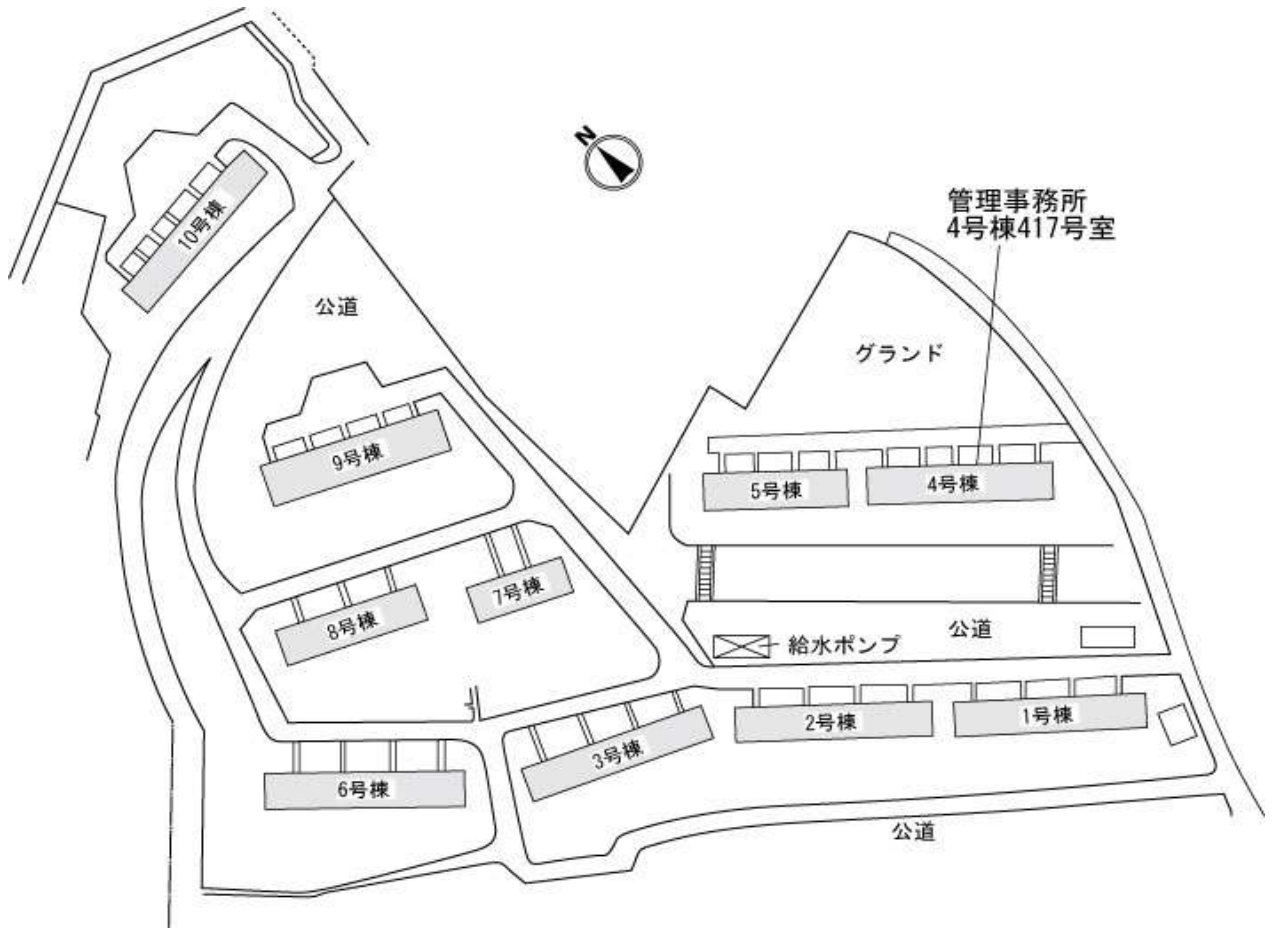 N
管理事務所
4号棟417号室
10号棟
公道
グランド
9号棟
5号棟
4号棟
7号棟
8号棟
公道
給水ポンプ
2号棟
1号棟
3号棟
6号棟
公道